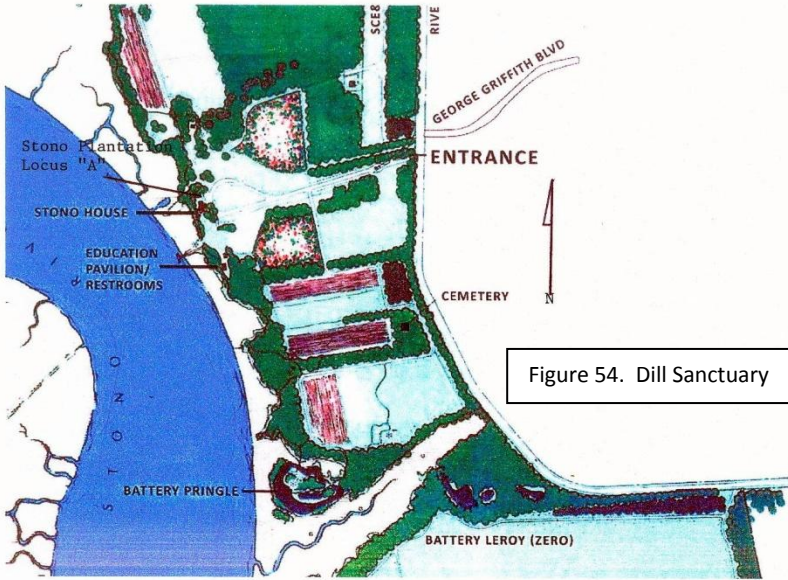 SCE&
RIVE
GEORGE GRIFFITH BLVD
ENTRANCE
Stono Plantation
Locus "A"
STONO HOUSE
EDUCATION
PAVILION/
RESTROOMS
CEMETERY
N
Figure 54.  Dill Sanctuary
STONO
BATTERY PRINGLE
BATTERY LEROY (ZERO)